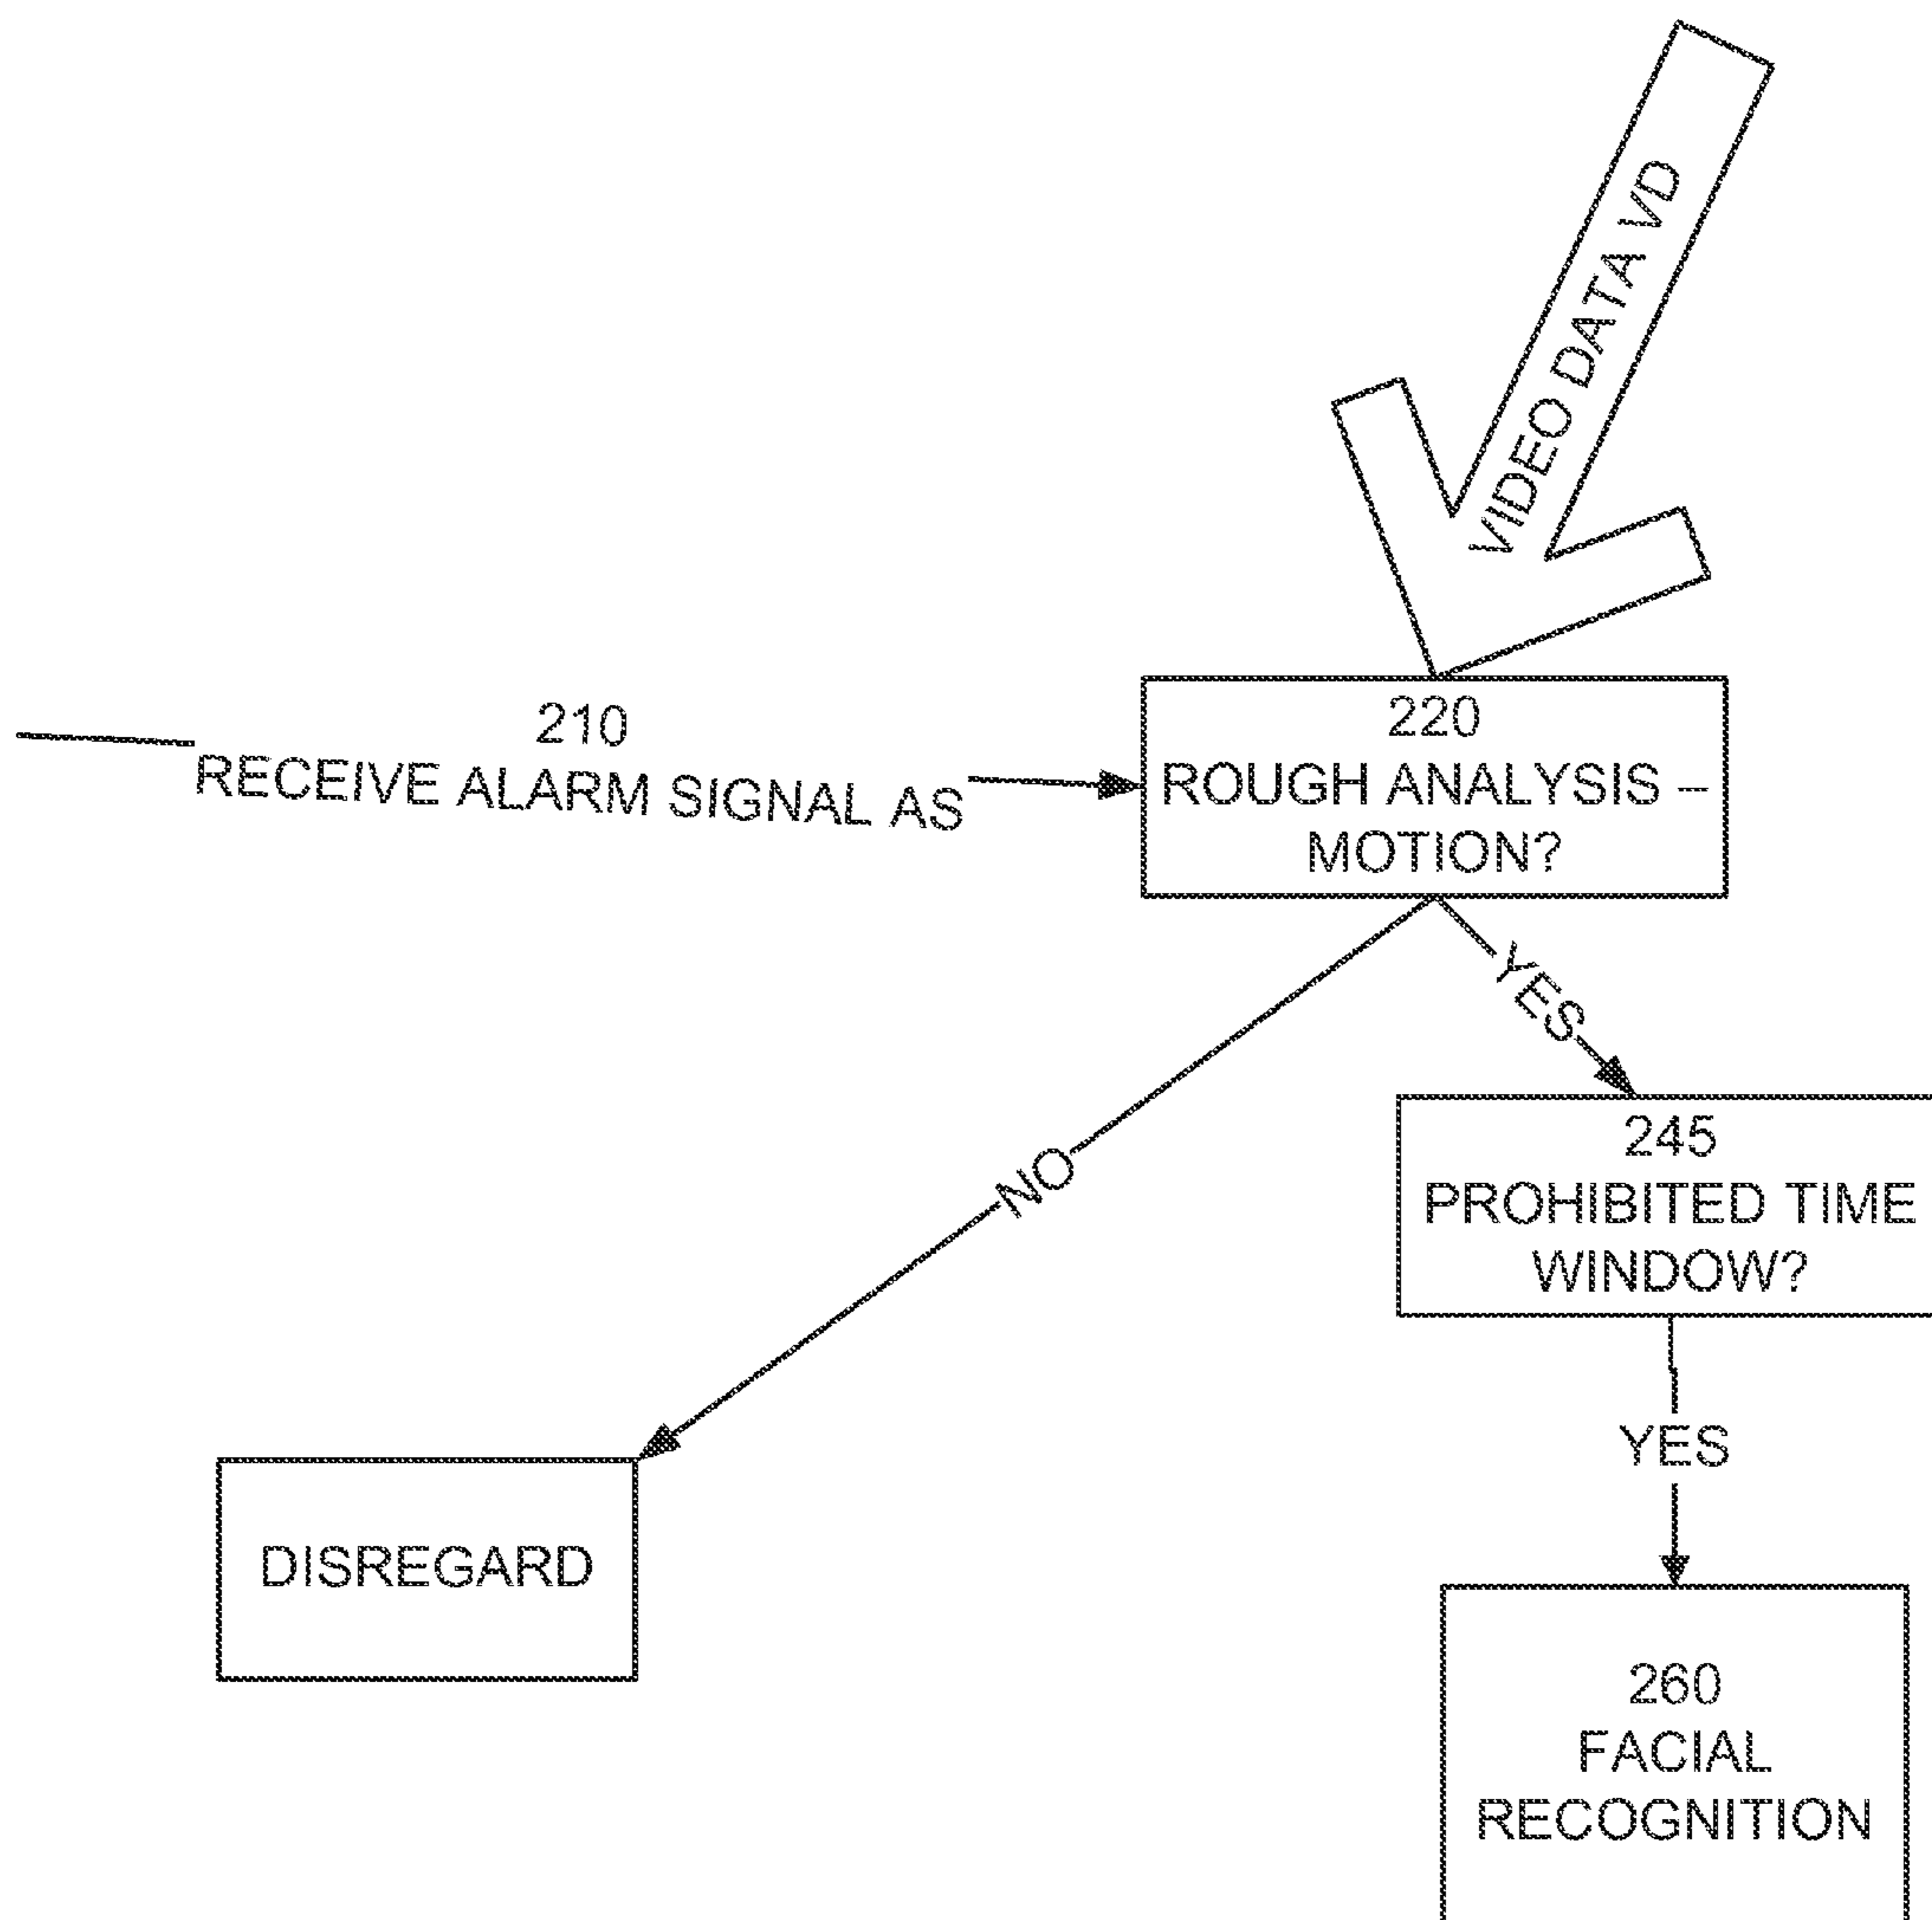 VIDEO DATA VD
210
RECEIVE ALARM SIGNAL AS
220
ROUGH ANALYSIS –
MOTION?
YES
NO
245
PROHIBITED TIME
WINDOW?
YES
DISREGARD
260
FACIAL
RECOGNITION